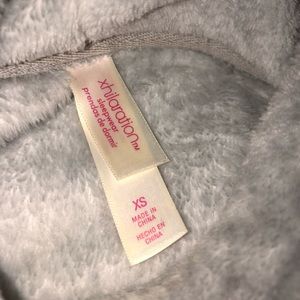 xhilaration™
sleepwear
prendas de dormir
XS
MADE IN
CHINA
HECHO EN
CHINA